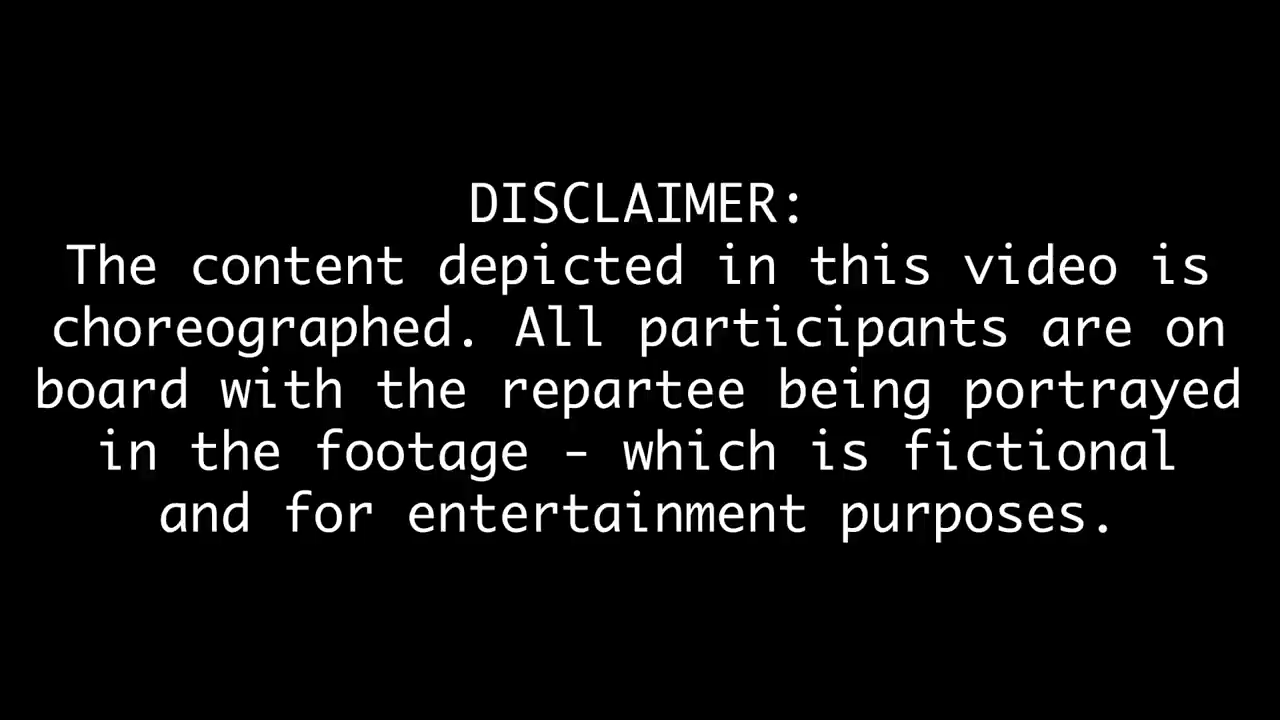 DISCLAIMER:
The content depicted in this video is
choreographed. All participants are on
board with the repartee being portrayed
in the footage - which is fictional
and for entertainment purposes.